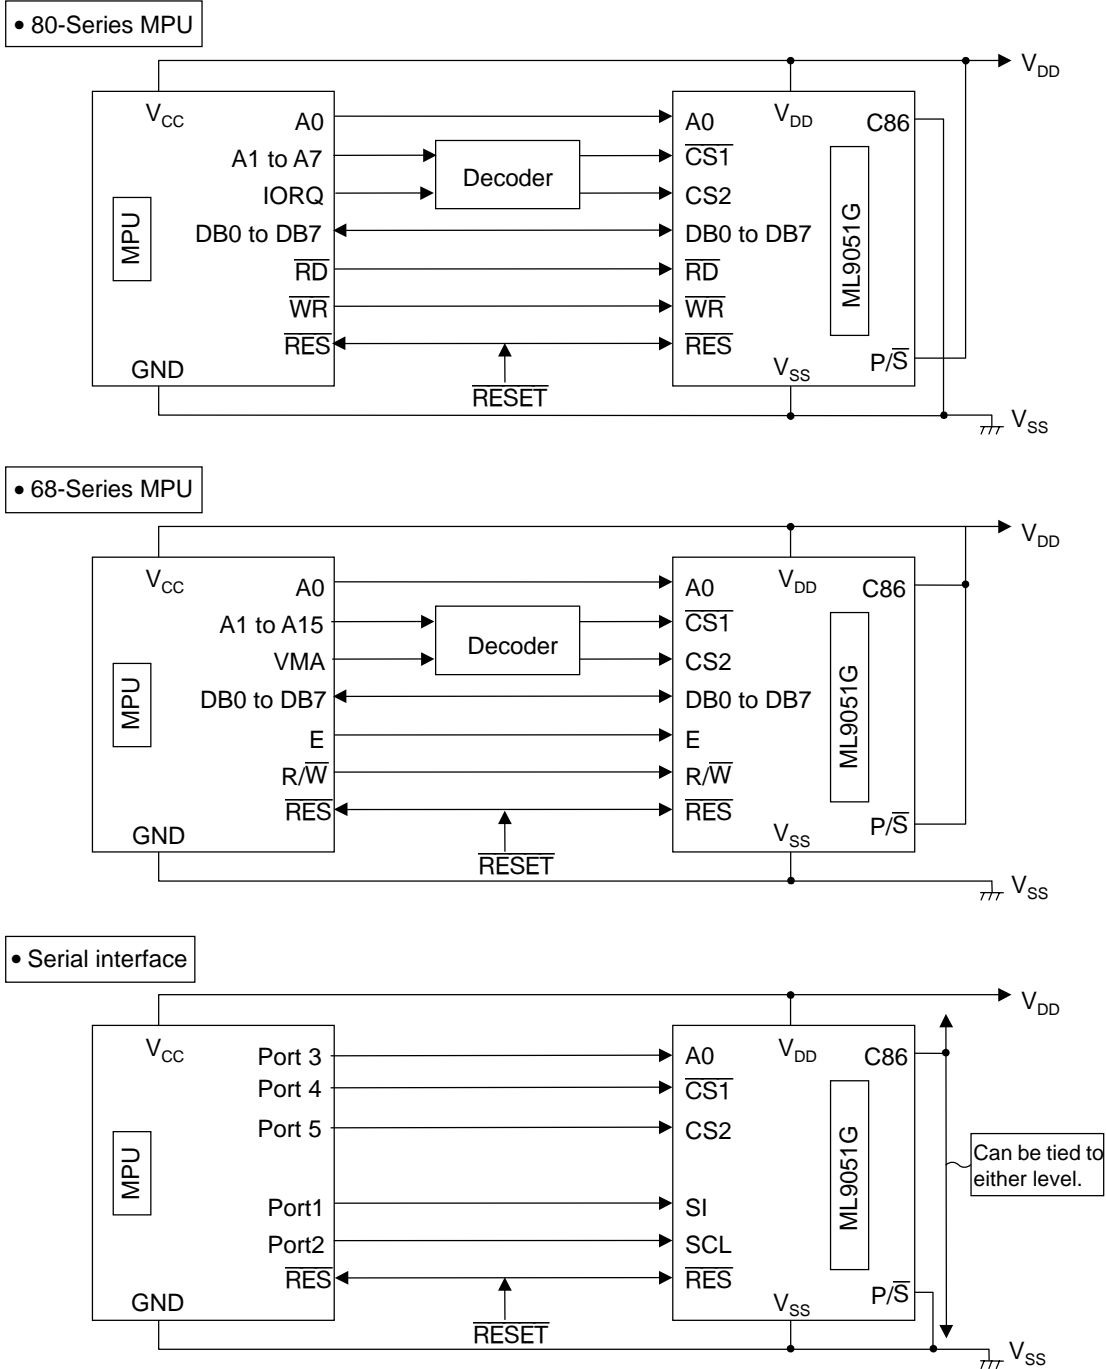 • 80-Series MPU
VDD
VCC
A0
A1 to A7
IORQ
DB0 to DB7
RD
WR
RES
GND
MPU
Decoder
RESET
A0
CS1
CS2
DB0 to DB7
RD
WR
RES
VDD
C86
ML9051G
P/S
VSS
VSS
• 68-Series MPU
VDD
VCC
A0
A1 to A15
VMA
DB0 to DB7
E
R/W
RES
GND
MPU
Decoder
RESET
A0
CS1
CS2
DB0 to DB7
E
R/W
RES
VDD
C86
ML9051G
P/S
VSS
VSS
• Serial interface
VDD
VCC
Port 3
Port 4
Port 5
Port1
Port2
RES
GND
MPU
RESET
A0
CS1
CS2
SI
SCL
RES
VDD
C86
ML9051G
P/S
VSS
Can be tied to
either level.
VSS